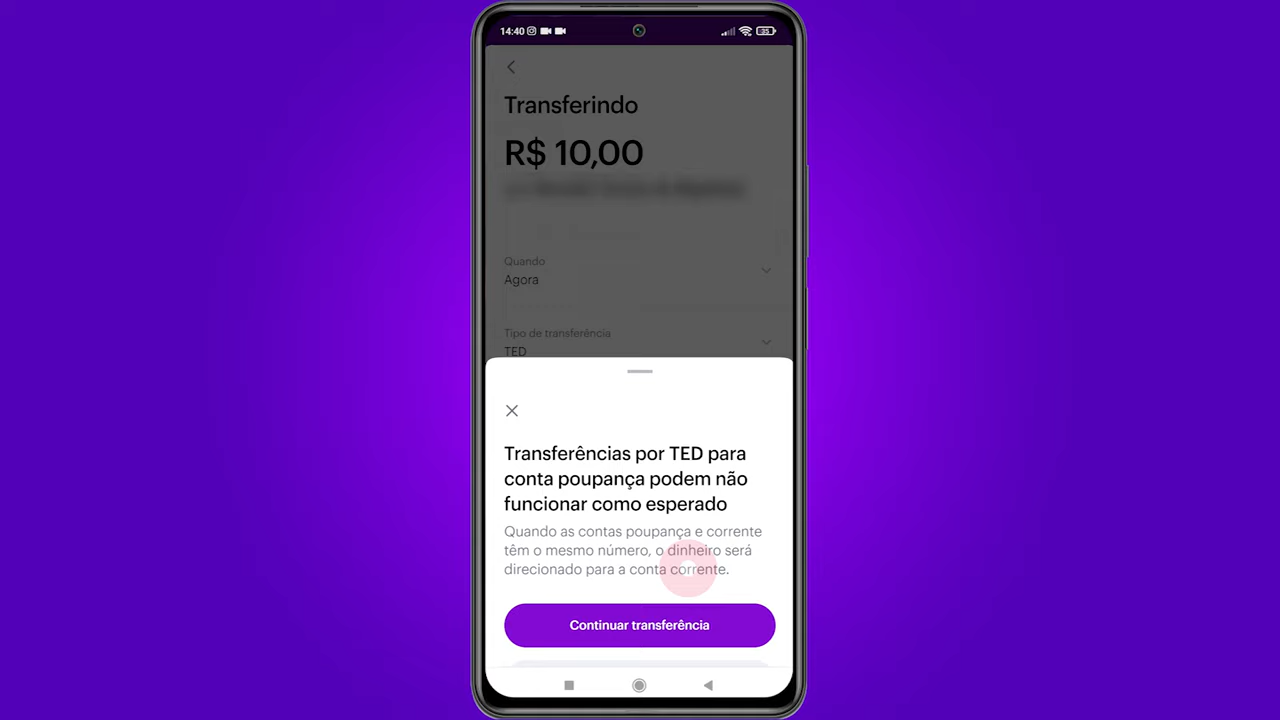 14:40
35
Transferindo
R$ 10,00
Quando
Agora
Tipo de transferência
TED
Transferências por TED para
conta poupança podem não
funcionar como esperado
Quando as contas poupança e corrente
têm o mesmo número, o dinheiro será
direcionado para a conta corrente.
Continuar transferência